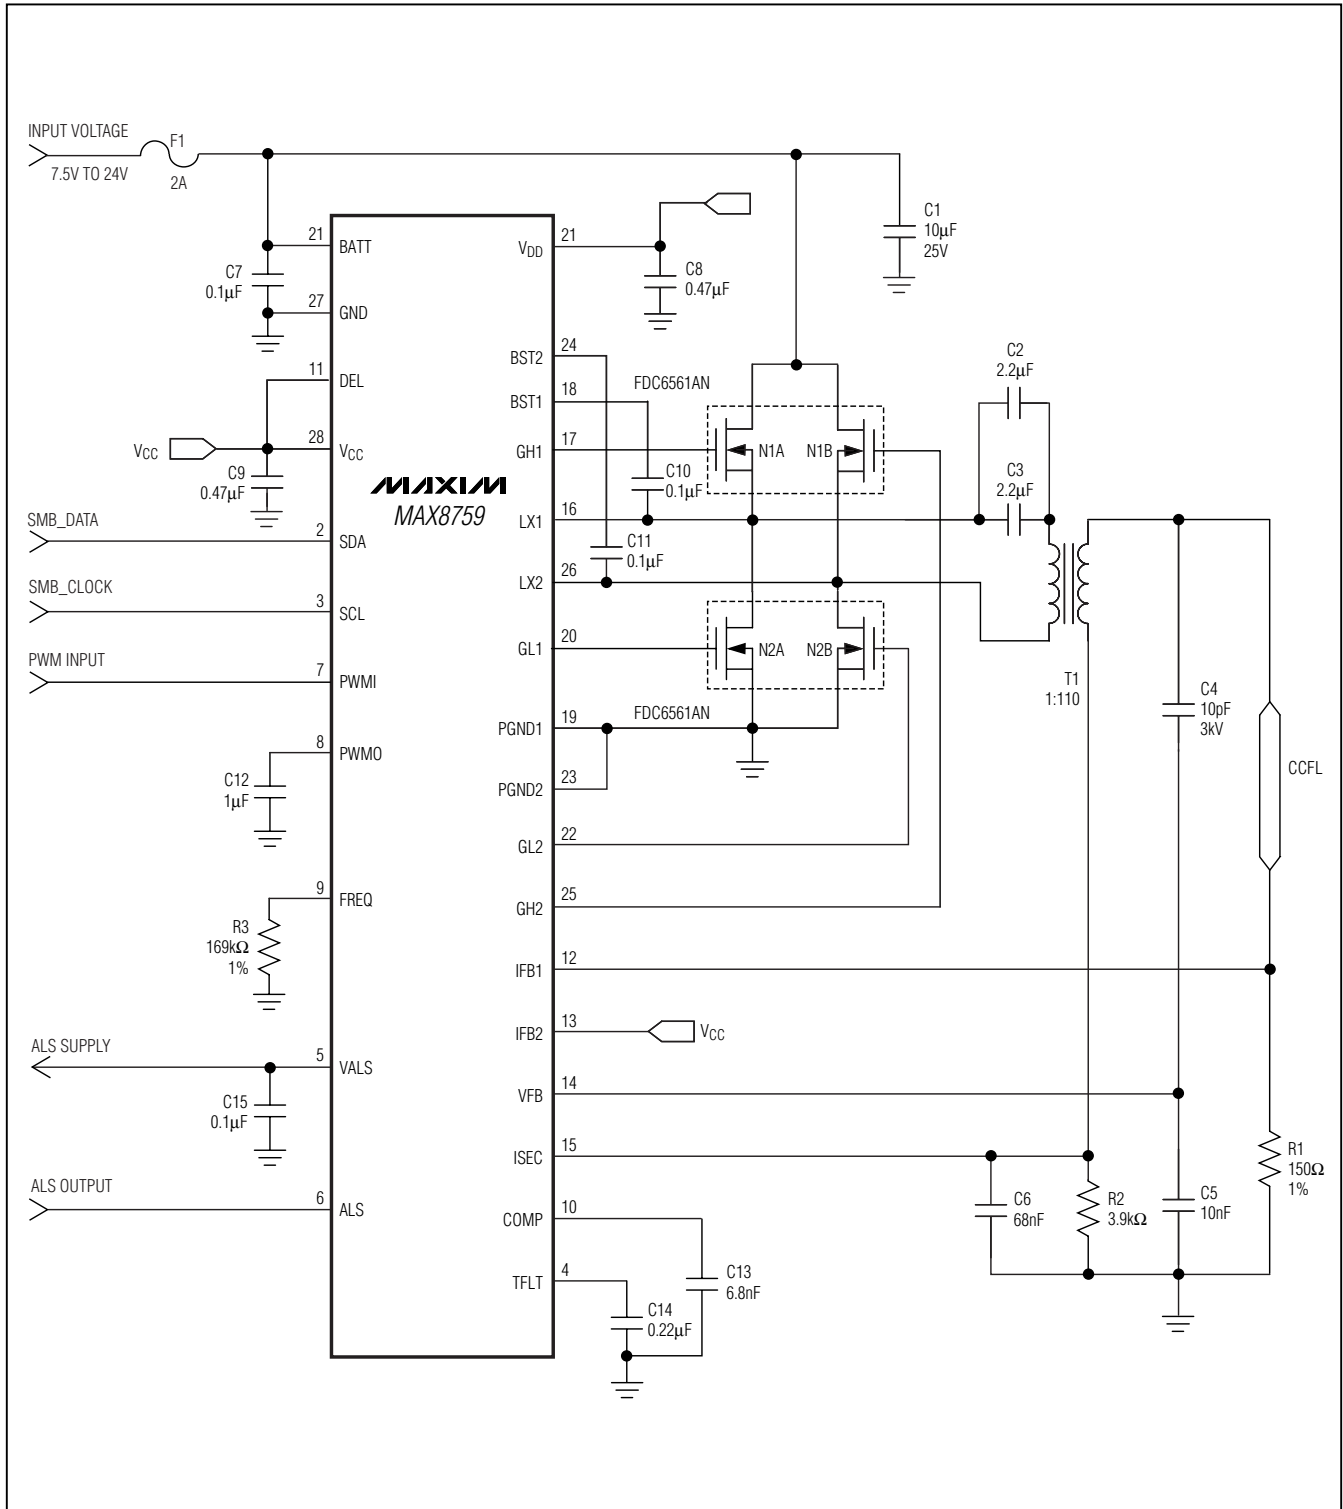 INPUT VOLTAGE
F1
7.5V TO 24V
2A
C1
10µF
25V
21
BATT
VDD
21
C7
0.1µF
C8
0.47µF
27
GND
24
BST2
C2
2.2µF
11
DEL
18
BST1
FDC6561AN
VCC
28
VCC
17
GH1
N1A
N1B
C9
0.47µF
C10
0.1µF
C3
2.2µF
MAXIM
MAX8759
SMB_DATA
2
SDA
16
LX1
C11
0.1µF
SMB_CLOCK
3
SCL
26
LX2
20
GL1
N2A
N2B
PWM INPUT
7
PWMI
T1
1:110
C4
10pF
3kV
19
PGND1
FDC6561AN
8
PWMO
C12
1µF
23
PGND2
CCFL
22
GL2
9
FREQ
25
GH2
R3
169kΩ
1%
12
IFB1
13
IFB2
VCC
ALS SUPPLY
5
VALS
14
VFB
C15
0.1µF
15
ISEC
R1
150Ω
1%
ALS OUTPUT
6
ALS
10
COMP
C6
68nF
R2
3.9kΩ
C5
10nF
4
TFLT
C13
6.8nF
C14
0.22µF